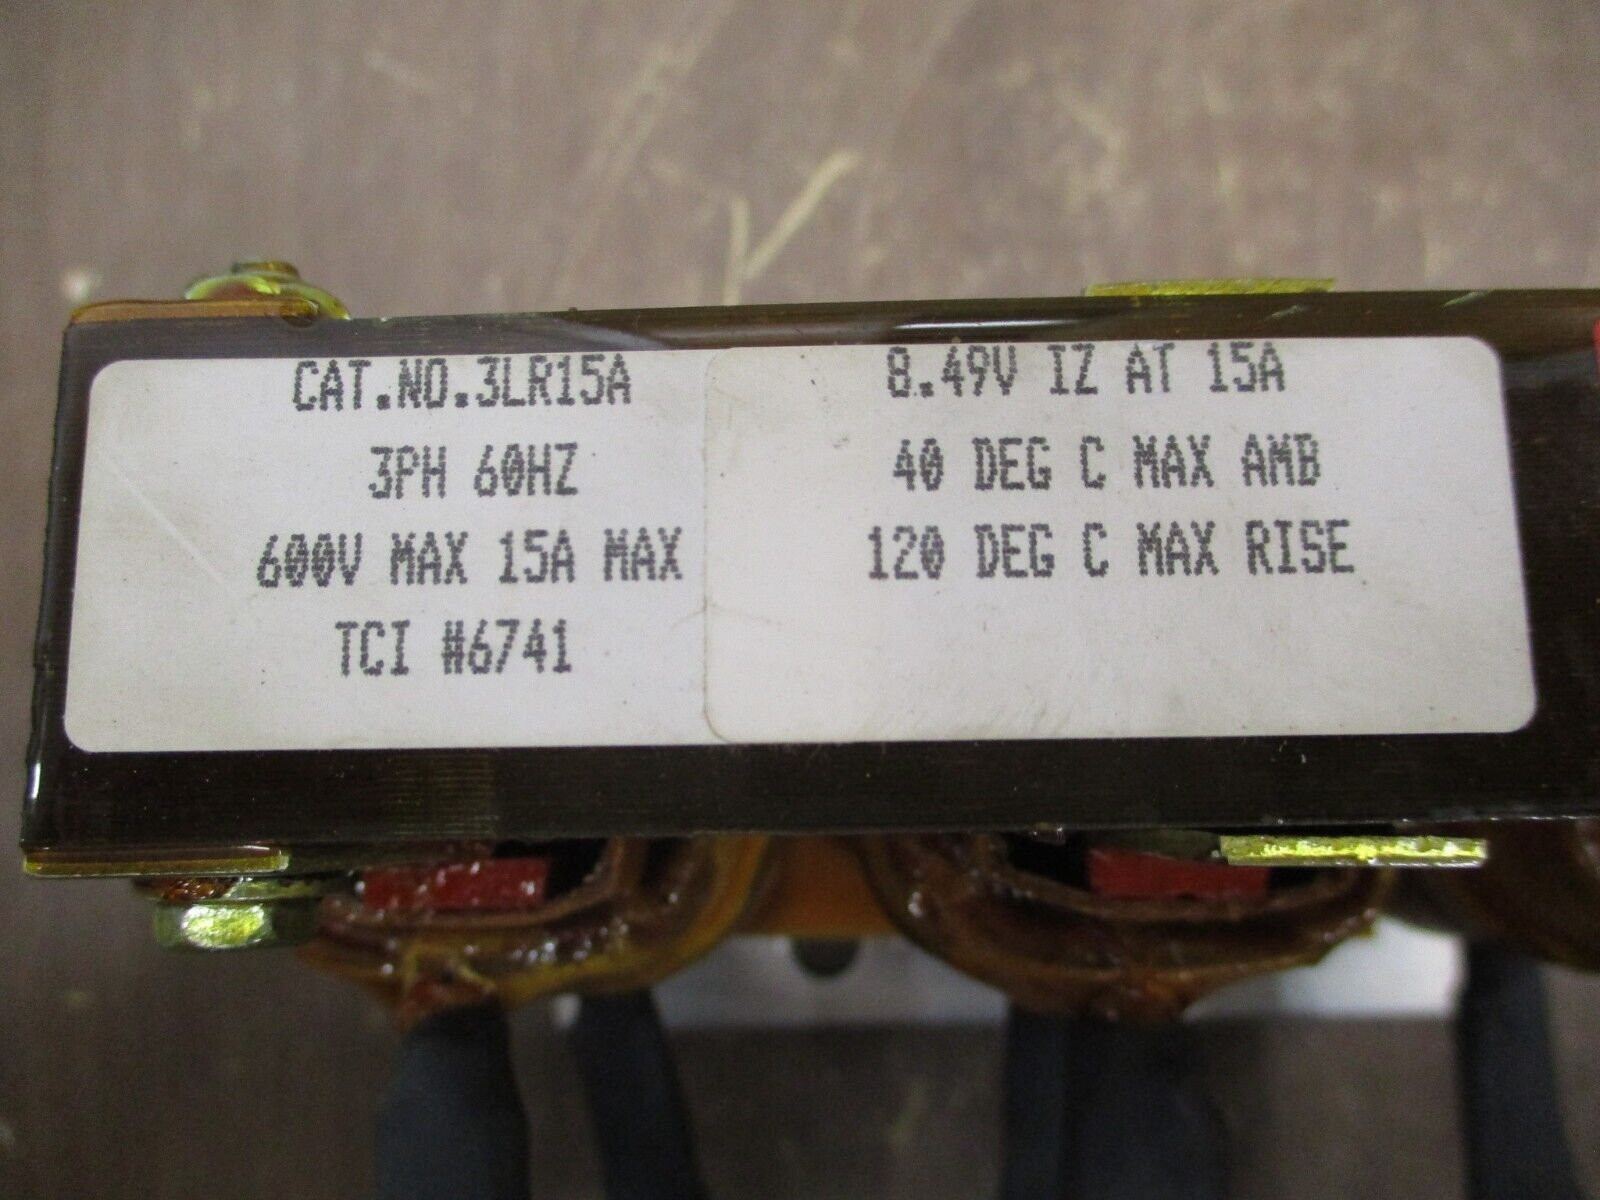 CAT.NO.3LR15A
3PH 60HZ
600V MAX 15A MAX
TCI #6741
8.49V IZ AT 15A
40 DEG C MAX AMB
120 DEG C MAX RISE